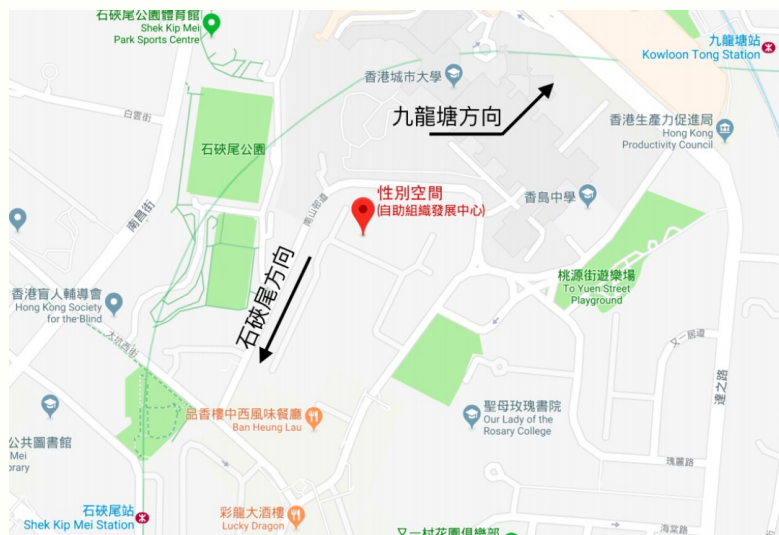 石硤尾公園體育館
Shek Kip Mei
Park Sports Centre
九龍塘站
Kowloon Tong Station
香港城市大學
九龍塘方向
白雲街
香港生產力促進局
Hong Kong
Productivity Council
石硤尾公園
性別空間
(自助組織發展中心)
香島中學
南昌街
南山邨道
石硤尾方向
桃源街遊樂場
To Yuen Street
Playground
香港盲人輔導會
Hong Kong Society
for the Blind
大坑西街
又一居道
達之路
品香樓中西風味餐廳
Ban Heung Lau
聖母玫瑰書院
Our Lady of the
Rosary College
公共圖書館
Mei
rary
瑰麗路
石硤尾站
Shek Kip Mei Station
彩龍大酒樓
Lucky Dragon
又一村花園俱樂部
海棠路